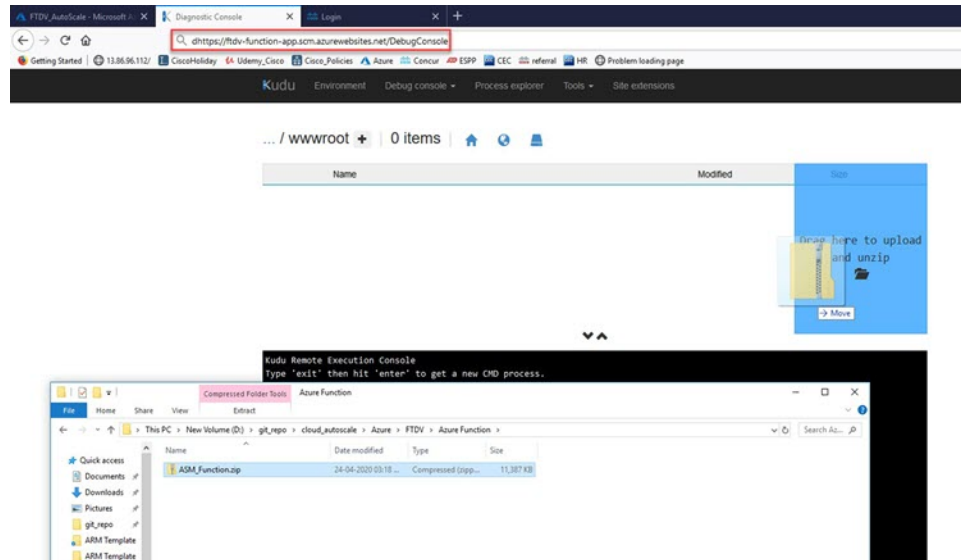 FTDV_AutoScale - Microsoft A
Diagnostic Console
Login
dhttps://ftdv-function-app.scm.azurewebsites.net/DebugConsole
Getting Started
13.86.96.112/
CiscoHoliday
Udemy_Cisco
Cisco_Policies
Azure
Concur
ESPP
CEC
referral
HR
Problem loading page
Kudu
Environment
Debug console
Process explorer
Tools
Site extensions
... / wwwroot + | 0 items
Name
Modified
Size
Drag here to upload
and unzip
→ Move
Kudu Remote Execution Console
Type 'exit' then hit 'enter' to get a new CMD process.
Compressed Folder Tools
Azure Function
File
Home
Share
View
Extract
This PC > New Volume (D:) > git_repo > cloud_autoscale > Azure > FTDV > Azure Function >
Search Az...
Name
Date modified
Type
Size
Quick access
ASM_Function.zip
24-04-2020 03:18 ...
Compressed (zipp...
11,387 KB
Documents
Downloads
Pictures
git_repo
ARM Template
ARM Template